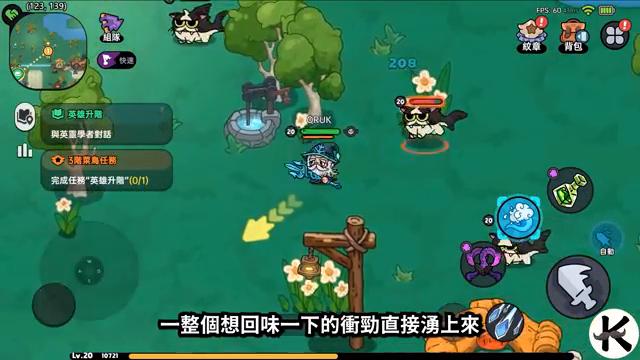 (123, 139)
FPS: 60
組隊
快速
紋章
背包
英雄升階
與英靈學者對話
3階菜鳥任務
完成任務"英雄升階"(0/1)
208
20
ORUK
20
20
自動
一整個想回味一下的衝勁直接湧上來
Lv.20 10721
K